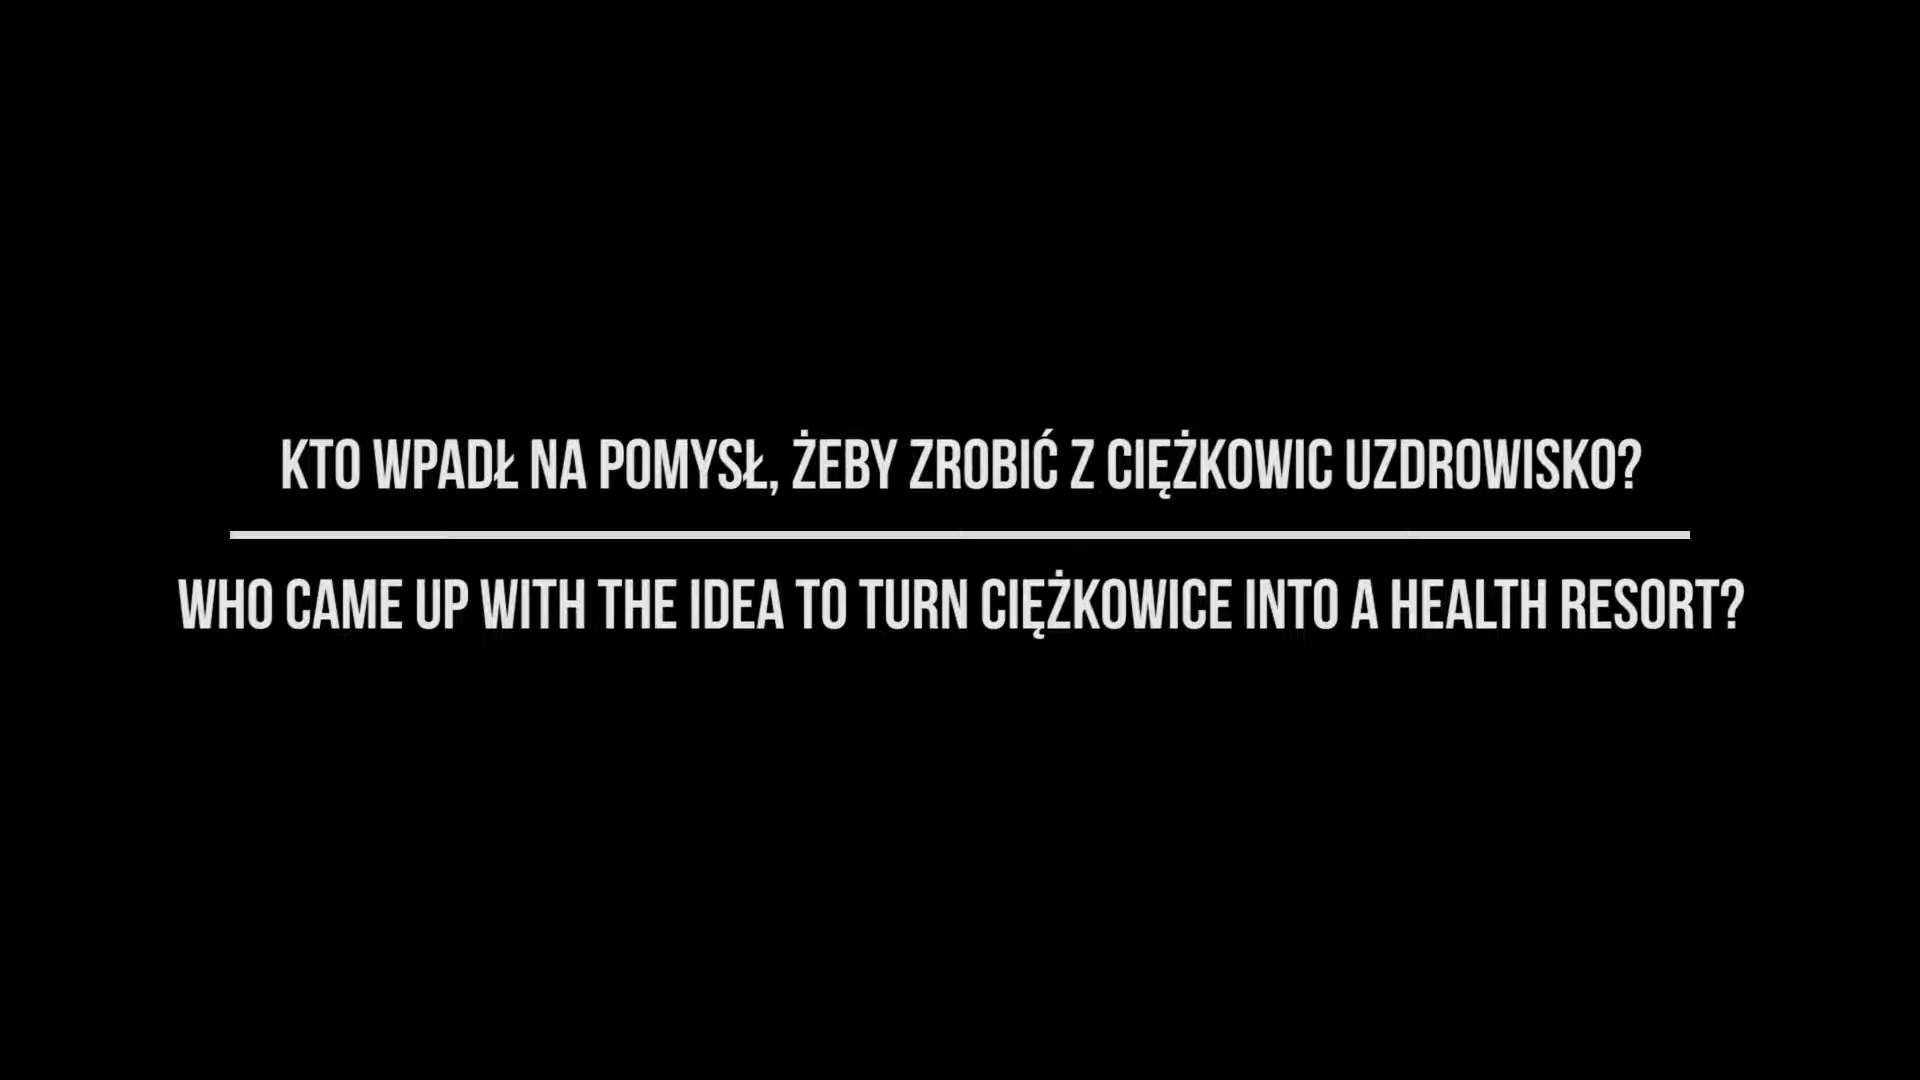 KTO WPADŁ NA POMYSŁ, ŻEBY ZROBIĆ Z CIĘŻKOWIC UZDROWISKO?
WHO CAME UP WITH THE IDEA TO TURN CIĘŻKOWICE INTO A HEALTH RESORT?